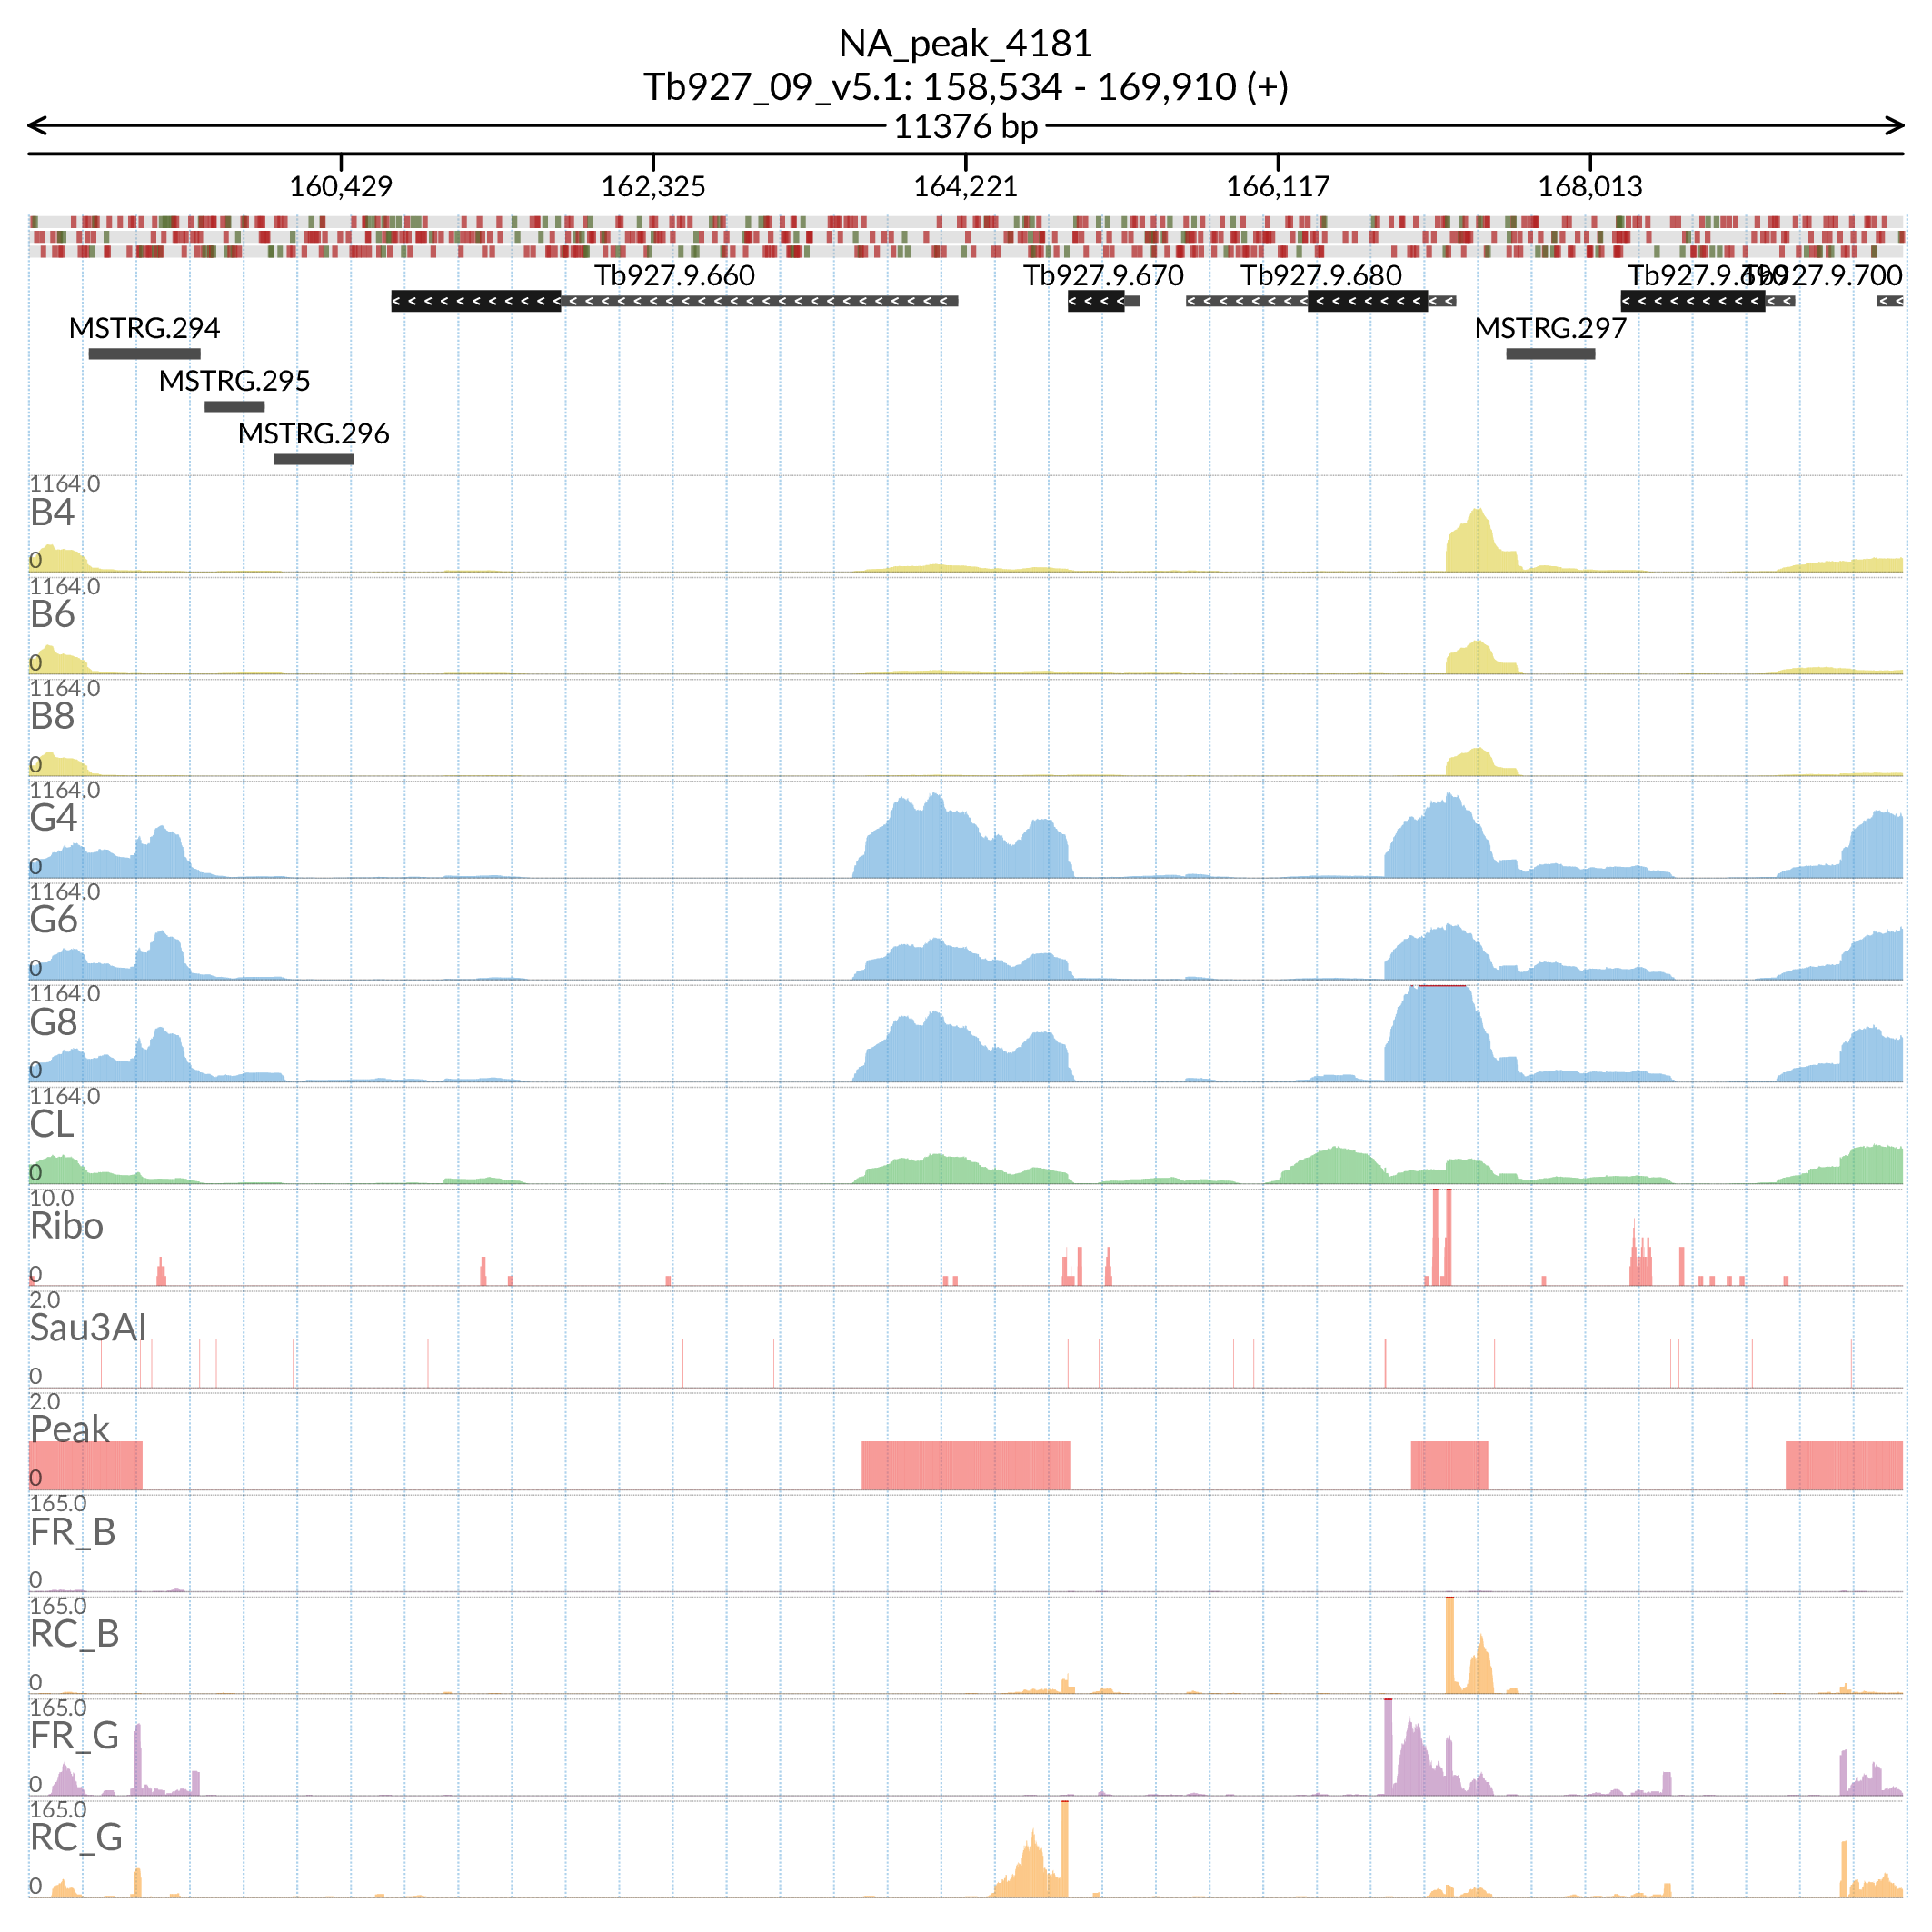 NA_peak_4181
Tb927_09_v5.1: 158,534 - 169,910 (+)
11376 bp
160,429 162,325 164,221 166,117 168,013
Tb927.9.660 Tb927.9.670 Tb927.9.680 Tb927.9.690 Tb927.9.700
MSTRG.294 MSTRG.297
MSTRG.295
MSTRG.296
1164.0
B4
0
1164.0
B6
0
1164.0
B8
0
1164.0
G4
0
1164.0
G6
0
1164.0
G8
0
1164.0
CL
0
10.0
Ribo
0
2.0
Sau3AI
0
2.0
Peak
0
165.0
FR_B
0
165.0
RC_B
0
165.0
FR_G
0
165.0
RC_G
0